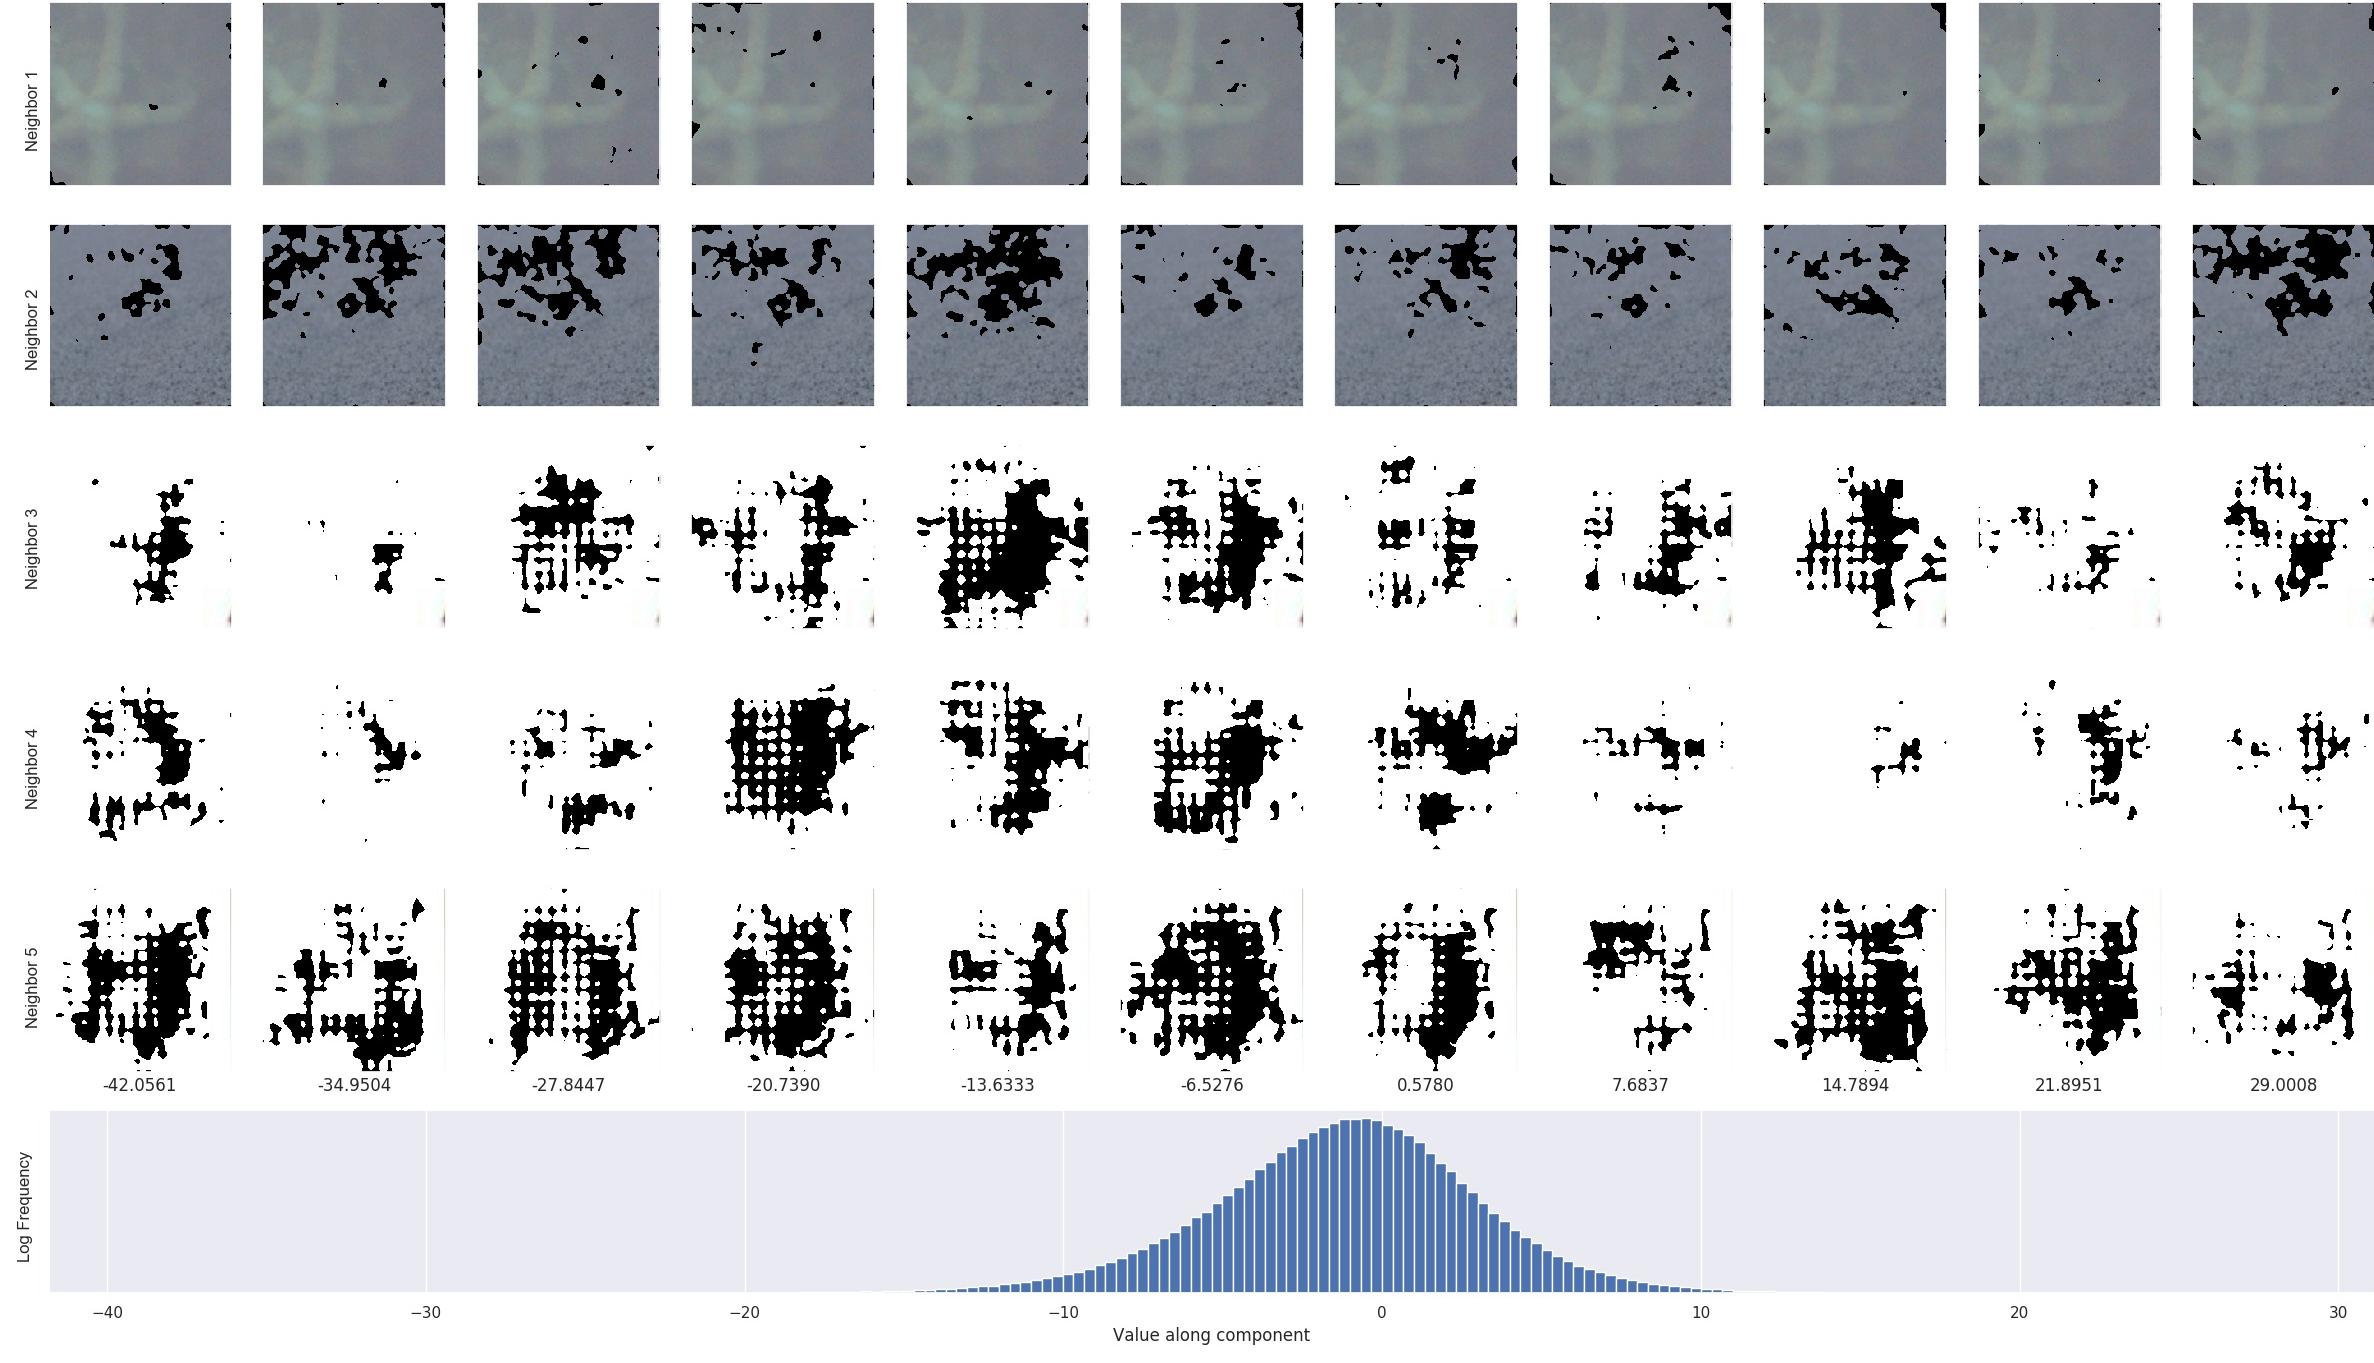 Neighbor 1
Neighbor 2
Neighbor 3
Neighbor 4
Neighbor 5
-42.0561 -34.9504 -27.8447 -20.7390 -13.6333 -6.5276 0.5780 7.6837 14.7894 21.8951 29.0008
Log Frequency
−40 −30 −20 −10 0 10 20 30
Value along component